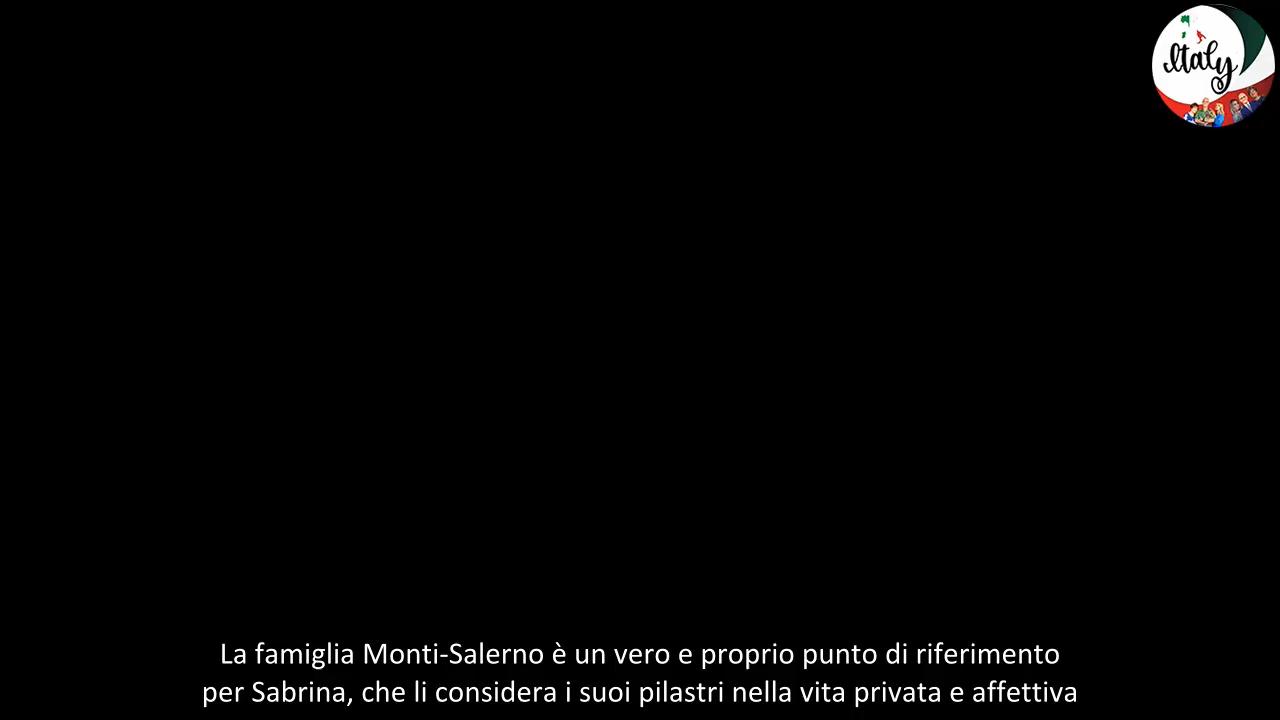 Italy
La famiglia Monti-Salerno è un vero e proprio punto di riferimento
per Sabrina, che li considera i suoi pilastri nella vita privata e affettiva